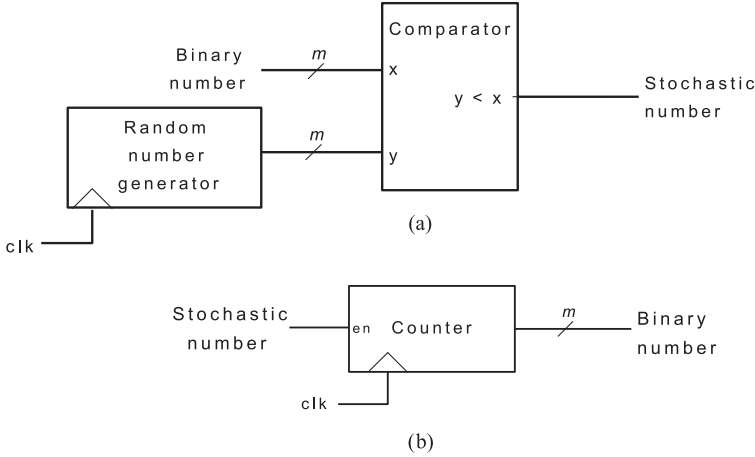 Comparator
Binary
number
m
x
y < x
Stochastic
number
Random
number
generator
m
y
clk
(a)
Stochastic
number
en
Counter
m
Binary
number
clk
(b)